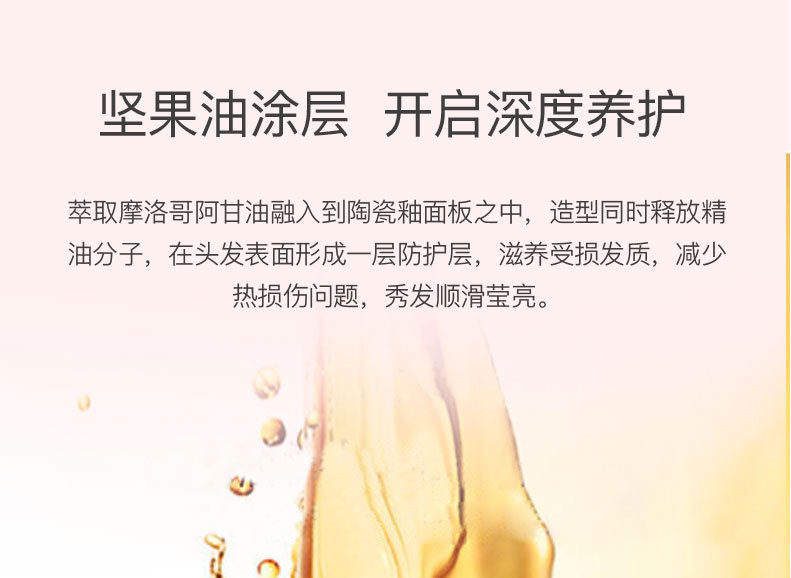 坚果油涂层 开启深度养护
萃取摩洛哥阿甘油融入到陶瓷釉面板之中，造型同时释放精
油分子，在头发表面形成一层防护层，滋养受损发质，减少
热损伤问题，秀发顺滑莹亮。